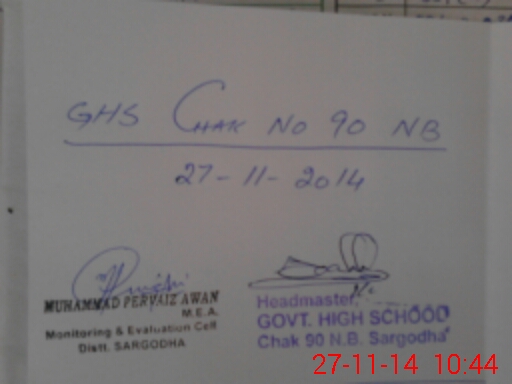 GHS CHAK NO 90 NB
27-11-2014
MUHAMMAD PERVAIZ AWAN
M.E.A.
Monitoring & Evaluation Cell
Distt. SARGODHA
Headmaster,
GOVT. HIGH SCHOOL
Chak 90 N.B. Sargodha
27-11-14 10:44